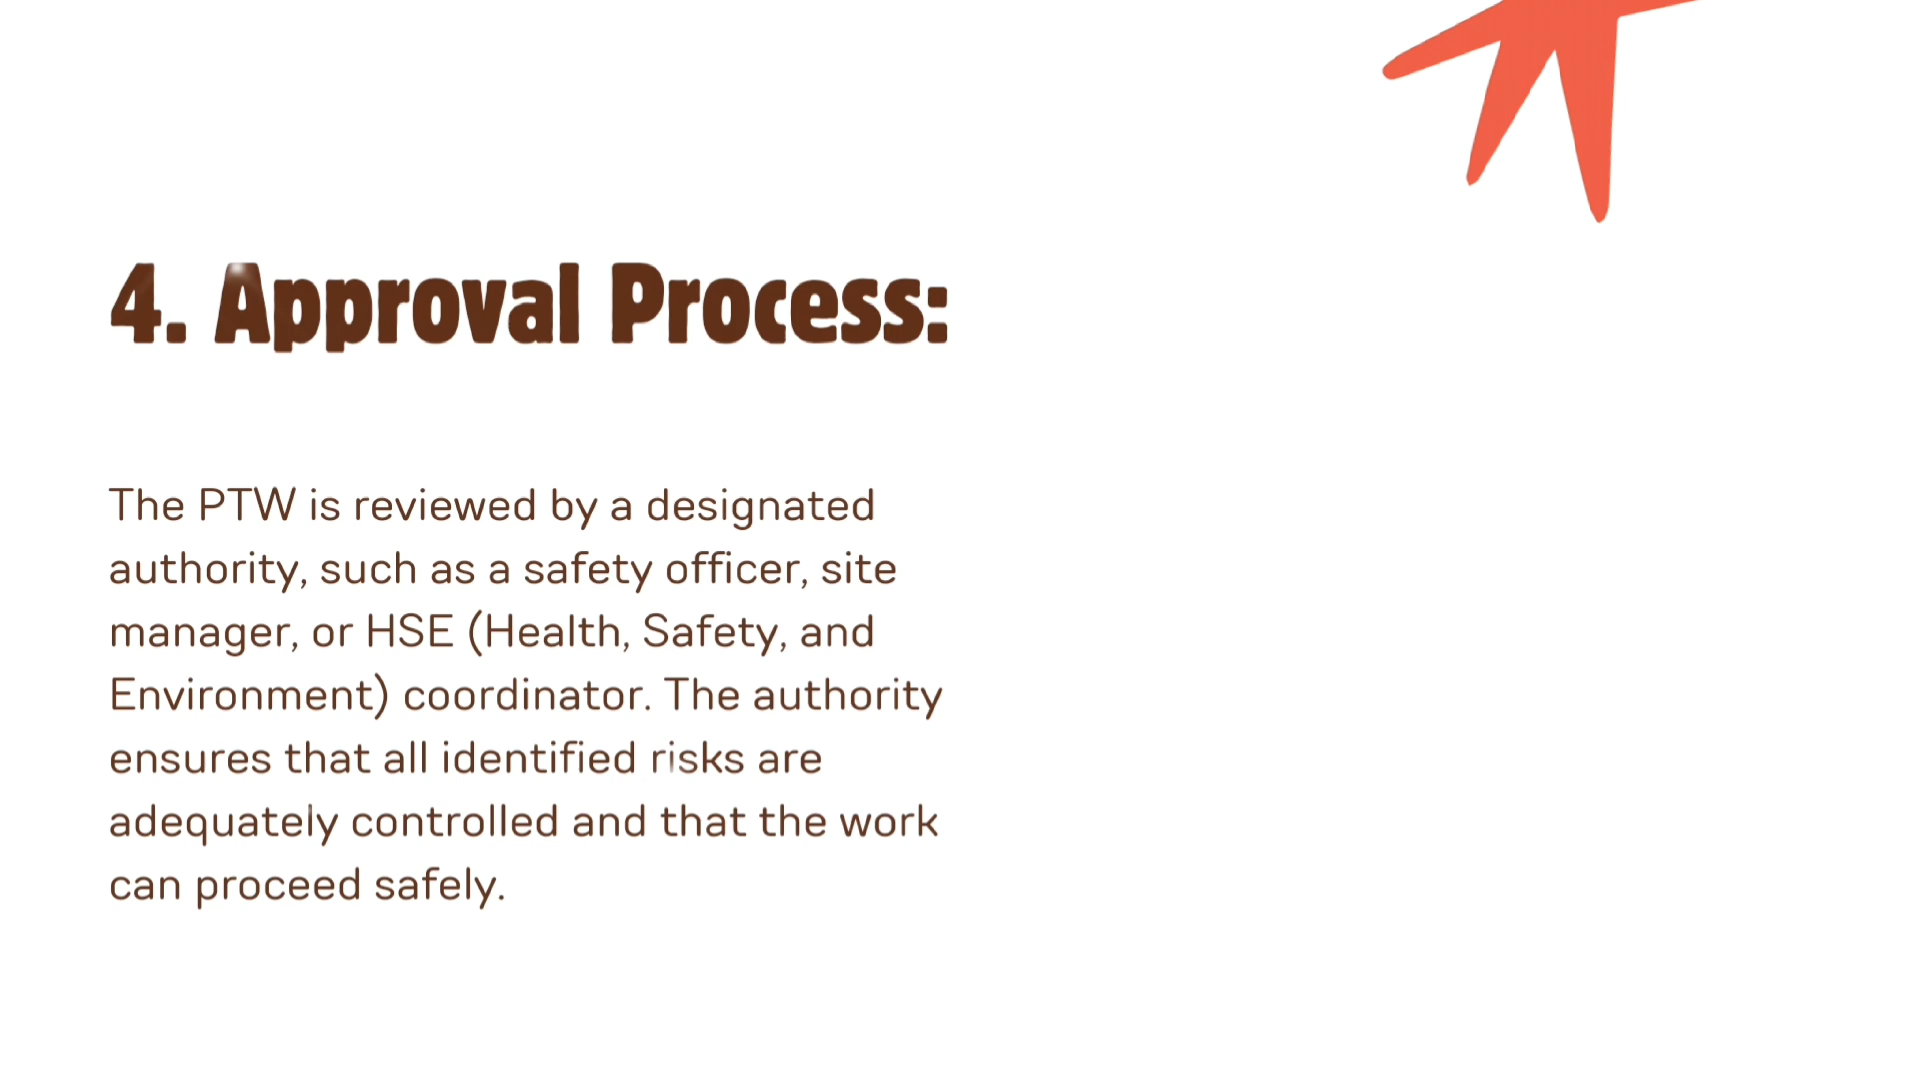 4. Approval Process:
The PTW is reviewed by a designated
authority, such as a safety officer, site
manager, or HSE (Health, Safety, and
Environment) coordinator. The authority
ensures that all identified risks are
adequately controlled and that the work
can proceed safely.